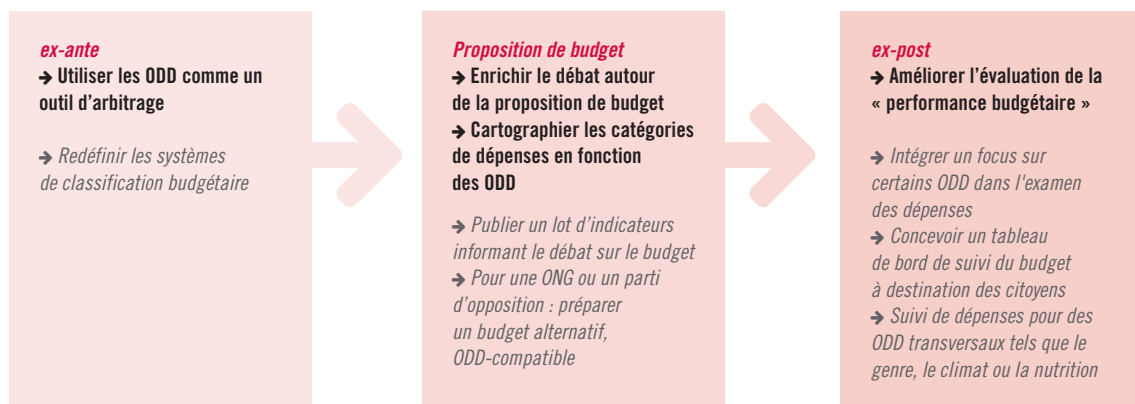 ex-ante
→ Utiliser les ODD comme un
outil d'arbitrage
→ Redéfinir les systèmes
de classification budgétaire
Proposition de budget
→ Enrichir le débat autour
de la proposition de budget
→ Cartographier les catégories
de dépenses en fonction
des ODD
→ Publier un lot d'indicateurs
informant le débat sur le budget
→ Pour une ONG ou un parti
d'opposition : préparer
un budget alternatif,
ODD-compatible
ex-post
→ Améliorer l'évaluation de la
« performance budgétaire »
→ Intégrer un focus sur
certains ODD dans l'examen
des dépenses
→ Concevoir un tableau
de bord de suivi du budget
à destination des citoyens
→ Suivi de dépenses pour des
ODD transversaux tels que le
genre, le climat ou la nutrition